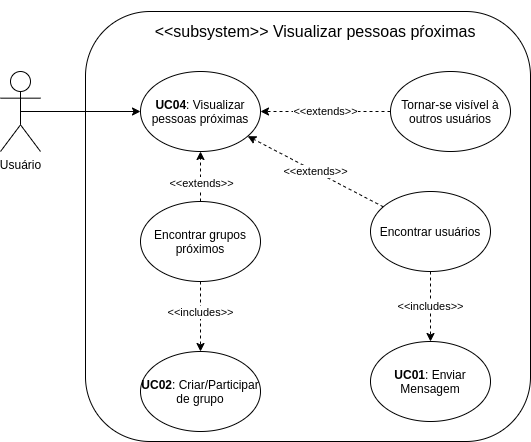 <<subsystem>> Visualizar pessoas pŕoximas
UC04: Visualizar
pessoas próximas
<<extends>>
Tornar-se visível à
outros usuários
Usuário
<<extends>>
<<extends>>
Encontrar grupos
próximos
Encontrar usuários
<<includes>>
<<includes>>
UC02: Criar/Participar
de grupo
UC01: Enviar
Mensagem